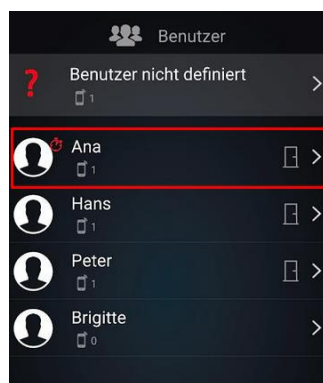 Benutzer
?
Benutzer nicht definiert
1
Ana
1
Hans
1
Peter
1
Brigitte
0